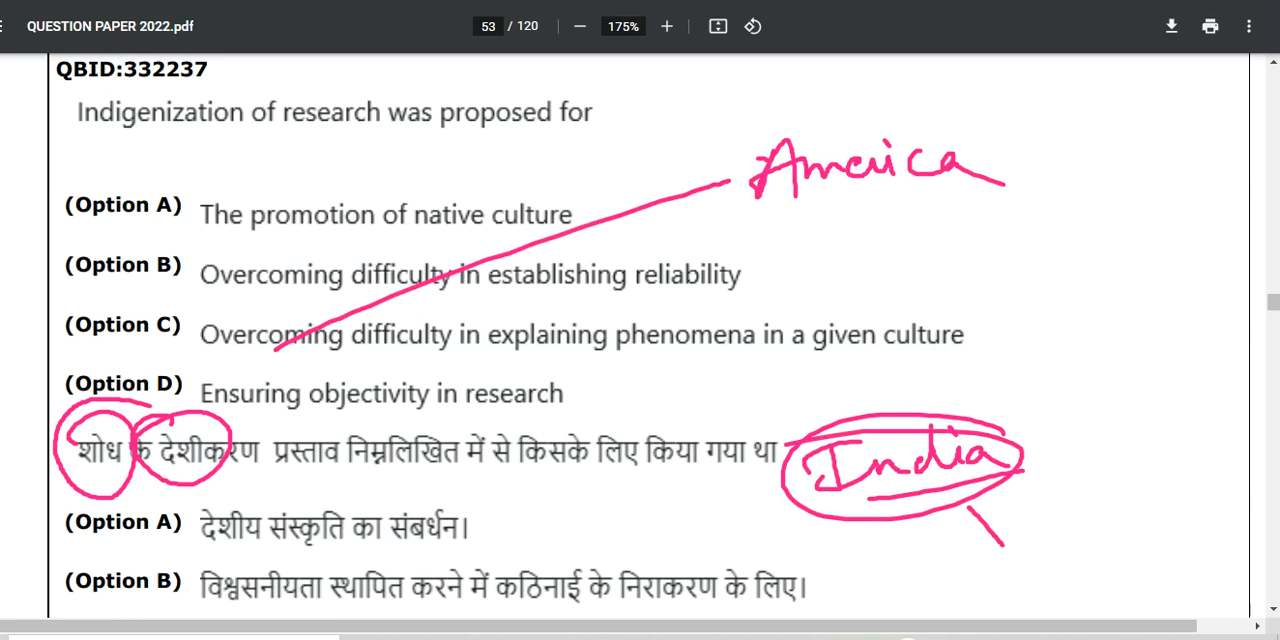 QUESTION PAPER 2022.pdf 53 / 120 − 175% +
QBID:332237
Indigenization of research was proposed for
America
(Option A) The promotion of native culture
(Option B) Overcoming difficulty in establishing reliability
(Option C) Overcoming difficulty in explaining phenomena in a given culture
(Option D) Ensuring objectivity in research
शोध के देशीकरण प्रस्ताव निम्नलिखित में से किसके लिए किया गया था
India
(Option A) देशीय संस्कृति का संबर्धन।
(Option B) विश्वसनीयता स्थापित करने में कठिनाई के निराकरण के लिए।